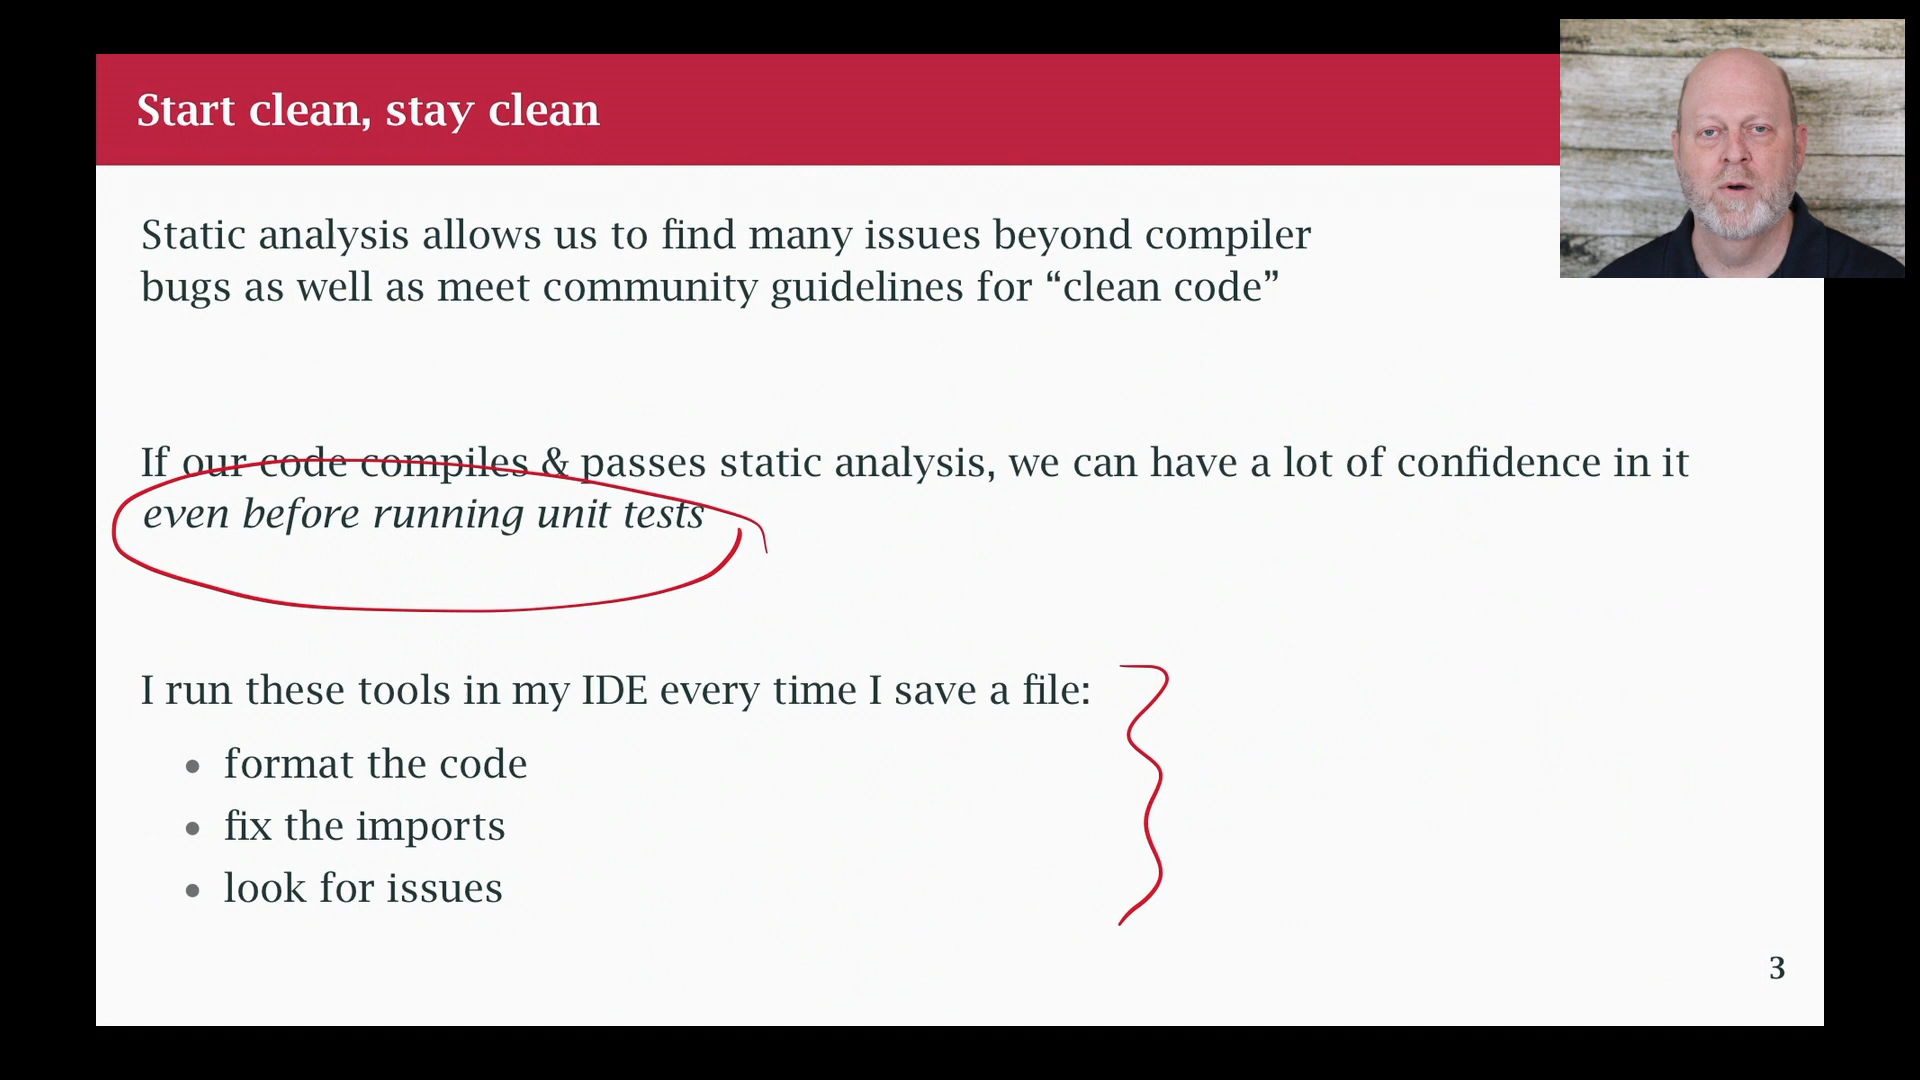 Start clean, stay clean
Static analysis allows us to find many issues beyond compiler
bugs as well as meet community guidelines for “clean code”
If our code compiles & passes static analysis, we can have a lot of confidence in it
even before running unit tests
I run these tools in my IDE every time I save a file:
• format the code
• fix the imports
• look for issues
3